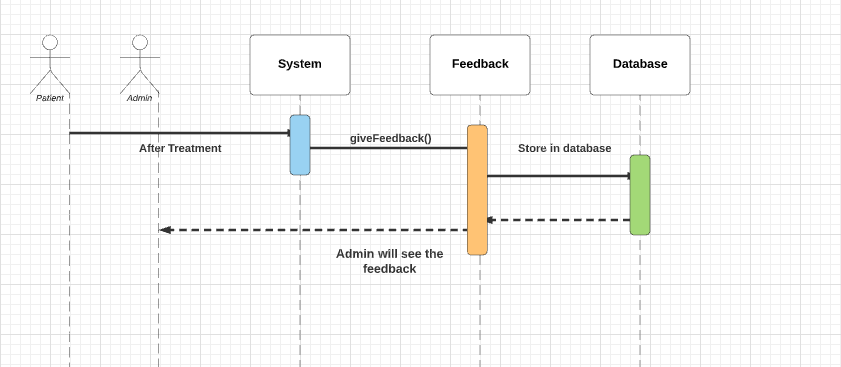 System
Feedback
Database
Patient
Admin
giveFeedback()
After Treatment
Store in database
Admin will see the
feedback